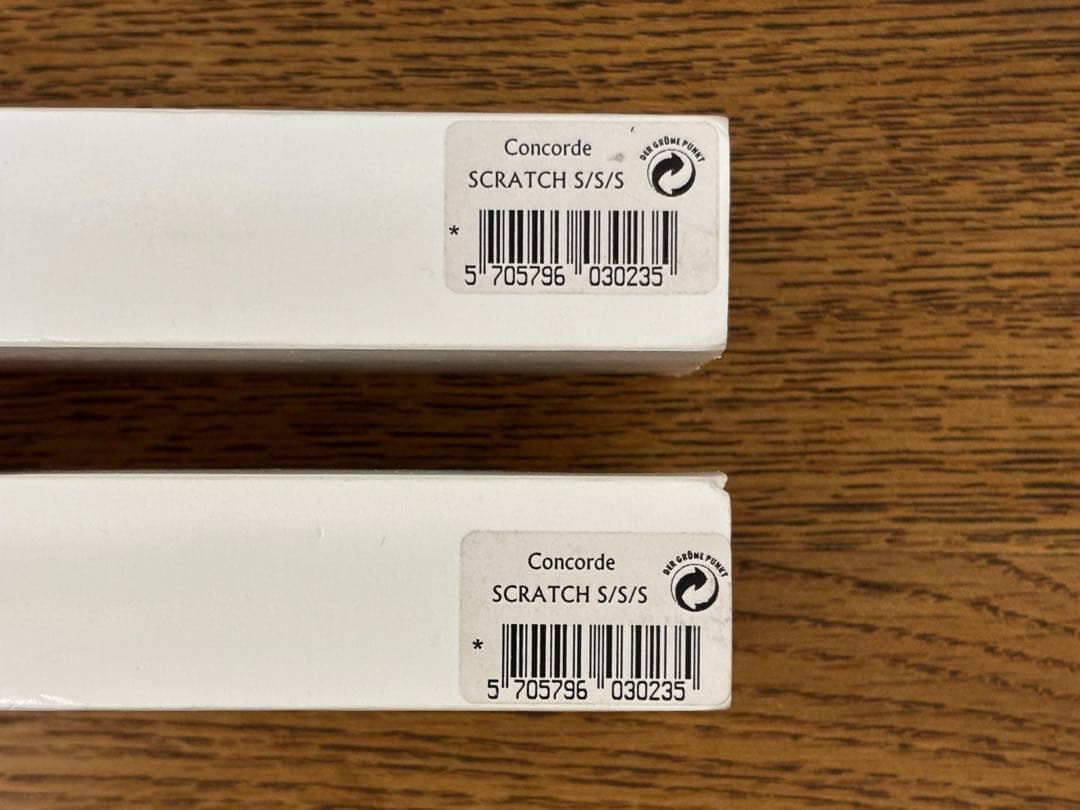 Concorde
DER GRÜNE PUNKT
SCRATCH S/S/S
*
5 705796 030235
Concorde
DER GRÜNE PUNKT
SCRATCH S/S/S
*
5 705796 030235